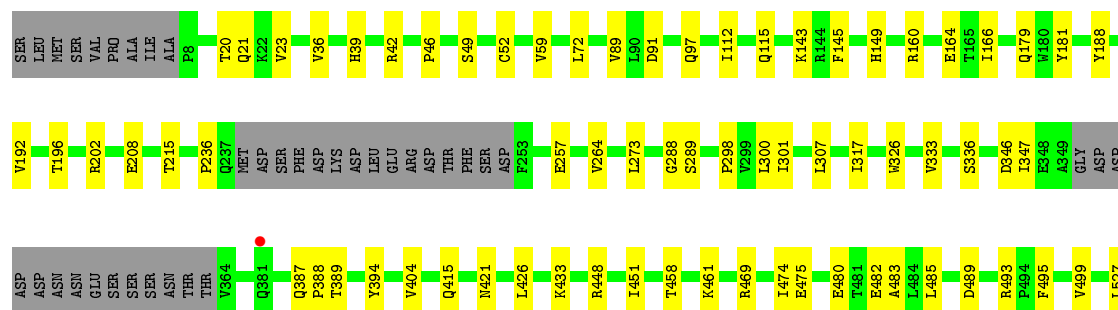 SER LEU MET SER VAL PRO ALA ILE ALA P8 T20 Q21 K22 V23 V36 H39 R42 P46 S49 C52 V59 L72 V89 L90 D91 Q97 I112 Q115 K143 R144 F145 H149 R160 E164 T165 I166 Q179 W180 Y181 Y188
V192 T196 R202 E208 T215 P236 Q237 MET ASP SER PHE ASP LYS ASP LEU GLU ARG ASP THR PHE SER ASP F253 E257 V264 L273 G288 S289 P298 V299 L300 I301 L307 I317 W326 V333 S336 D346 I347 E348 A349 GLY ASP ASP
ASP ASP ASN ASN GLU SER SER SER ASN THR THR V364 Q381 Q387 P388 T389 Y394 V404 Q415 N421 L426 K433 R448 I451 T458 K461 R469 I474 E475 E480 T481 E482 A483 L484 L485 D489 R493 P494 F495 V499